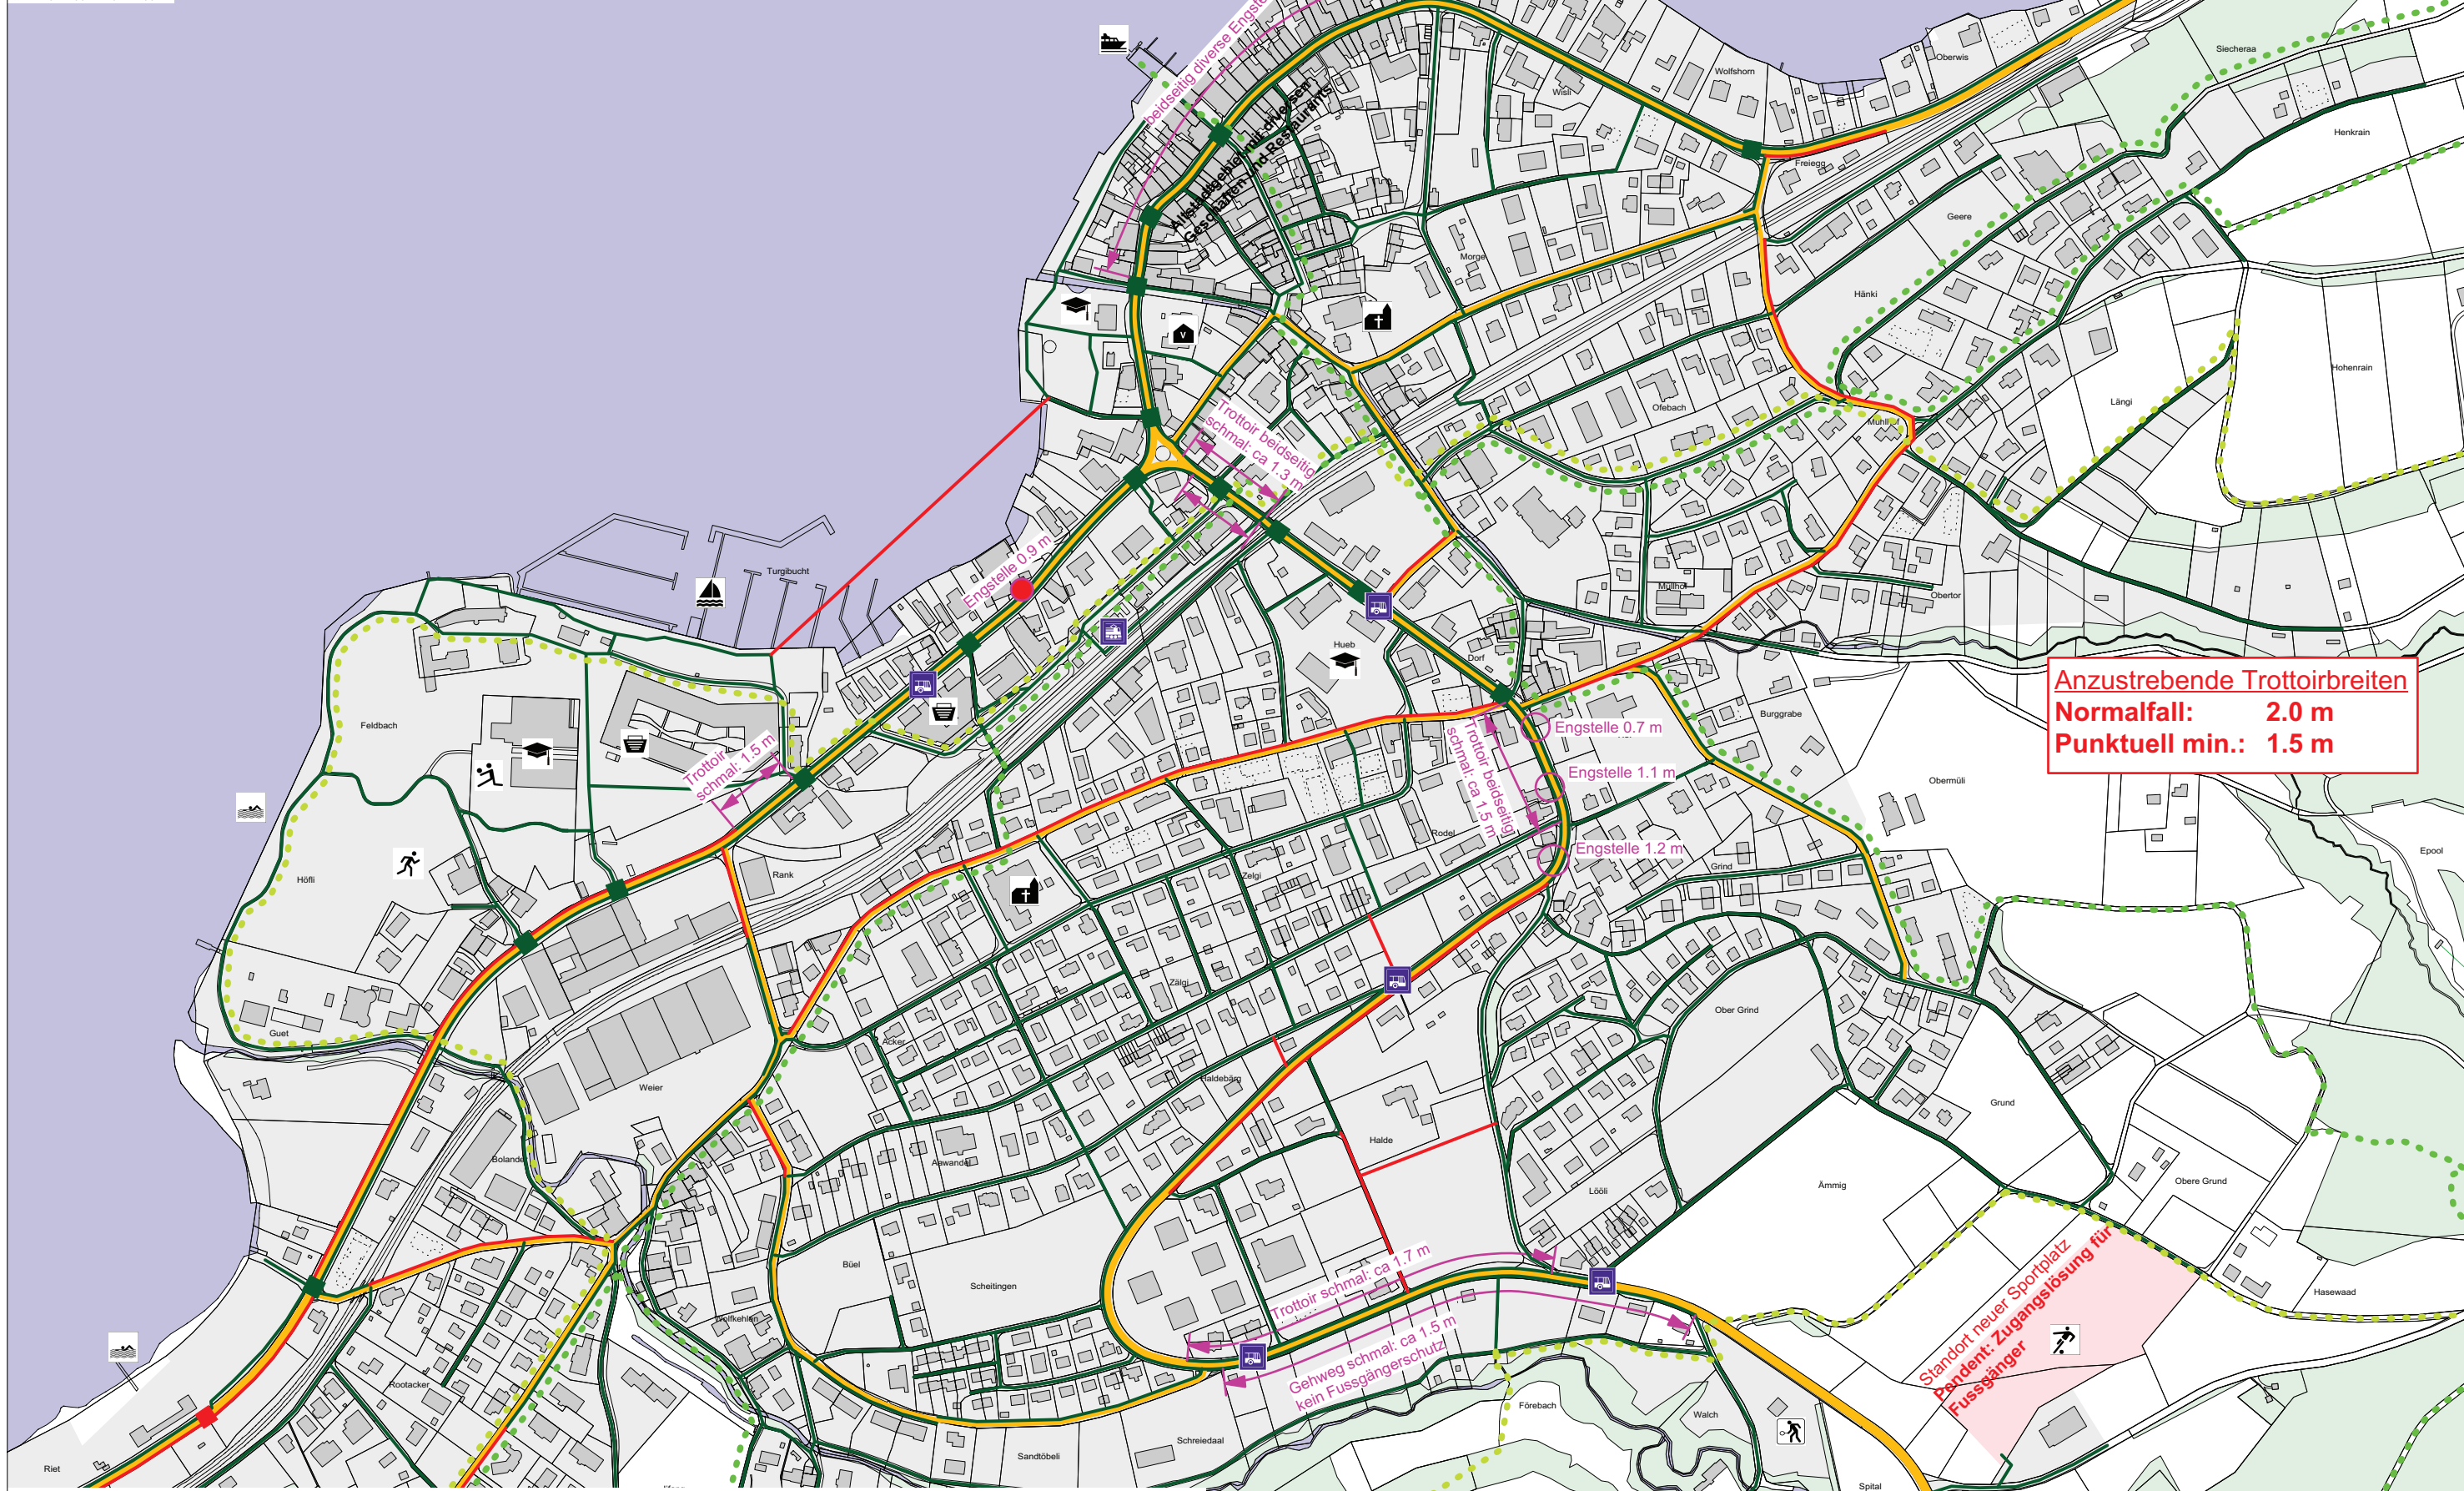 beidseitig diverse Engste
Altstadtgebiet mit diversen
Geschäften und Restaurants
Siecheraa
Oberwis
Wolfshorn
Wisli
Henkrain
Freiegg
Geere
Morge
Hänki
V
Hohenrain
Längi
Ofebach
Mühlhof
Trottoir beidseitig
schmal: ca 1.3 m
Engstelle 0.9 m
Turgibucht
Müllhof
Obertor
Hueb
Dorf
Anzustrebende Trottoirbreiten
Normalfall: 2.0 m
Punktuell min.: 1.5 m
Feldbach
Burggrabe
Engstelle 0.7 m
Trottoir
schmal: 1.5 m
Trottoir beidseitig
schmal: ca 1.5 m
Engstelle 1.1 m
Obermüli
Rodel
Engstelle 1.2 m
Epool
Höfli
Rank
Zelgi
Grind
Zälgi
Ober Grind
Guet
Acker
Haldebärg
Weier
Grund
Halde
Bolander
Aawandel
Lööli
Ämmig
Obere Grund
Büel
Scheitingen
Trottoir schmal: ca 1.7 m
Gehweg schmal: ca 1.5 m
kein Fussgängerschutz
Standort neuer Sportplatz
Pendent: Zugangslösung für
Fussgänger
Hasewaad
Wolfkehlen
Rootacker
Förebach
Walch
Schreiedaal
Sandtöbeli
Riet
Spital